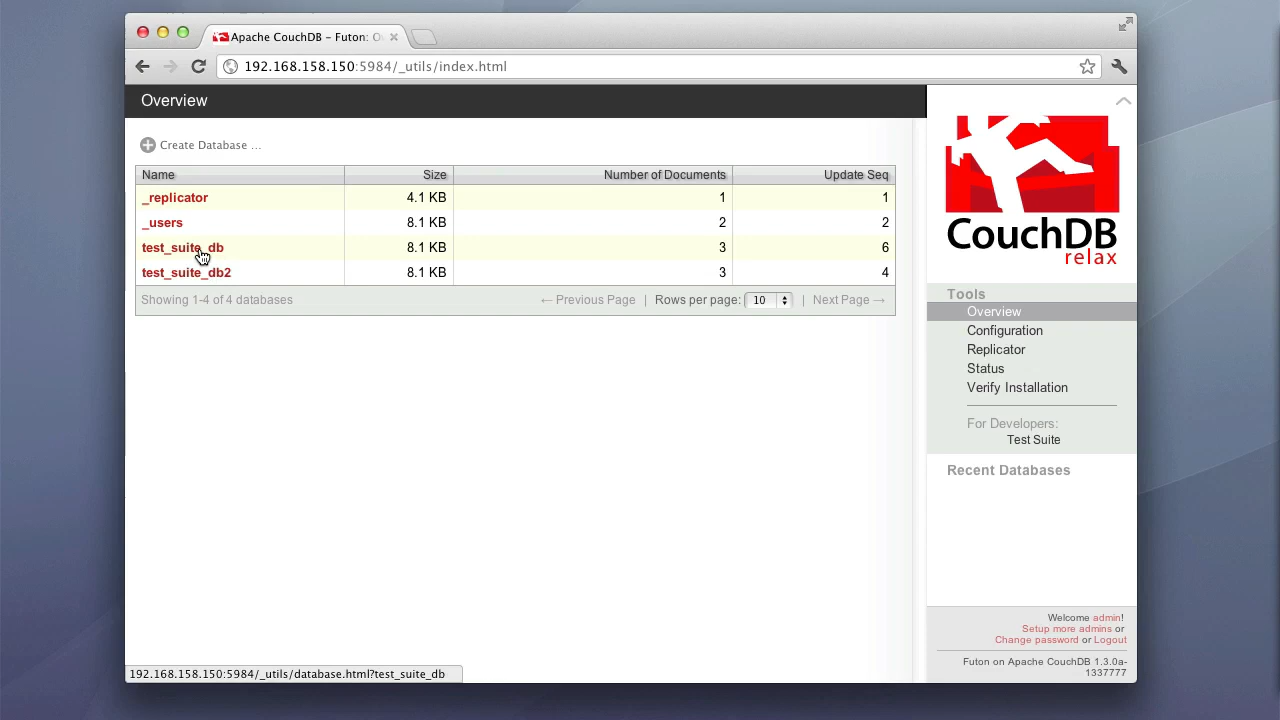 Apache CouchDB – Futon: O
192.168.158.150:5984/_utils/index.html
Overview
Create Database ...
Name Size Number of Documents Update Seq
_replicator 4.1 KB 1 1
_users 8.1 KB 2 2
test_suite_db 8.1 KB 3 6
test_suite_db2 8.1 KB 3 4
Showing 1-4 of 4 databases ← Previous Page | Rows per page: 10 | Next Page →
CouchDB
relax
Tools
Overview
Configuration
Replicator
Status
Verify Installation
For Developers:
Test Suite
Recent Databases
Welcome admin!
Setup more admins or
Change password or Logout
Futon on Apache CouchDB 1.3.0a-
1337777
192.168.158.150:5984/_utils/database.html?test_suite_db